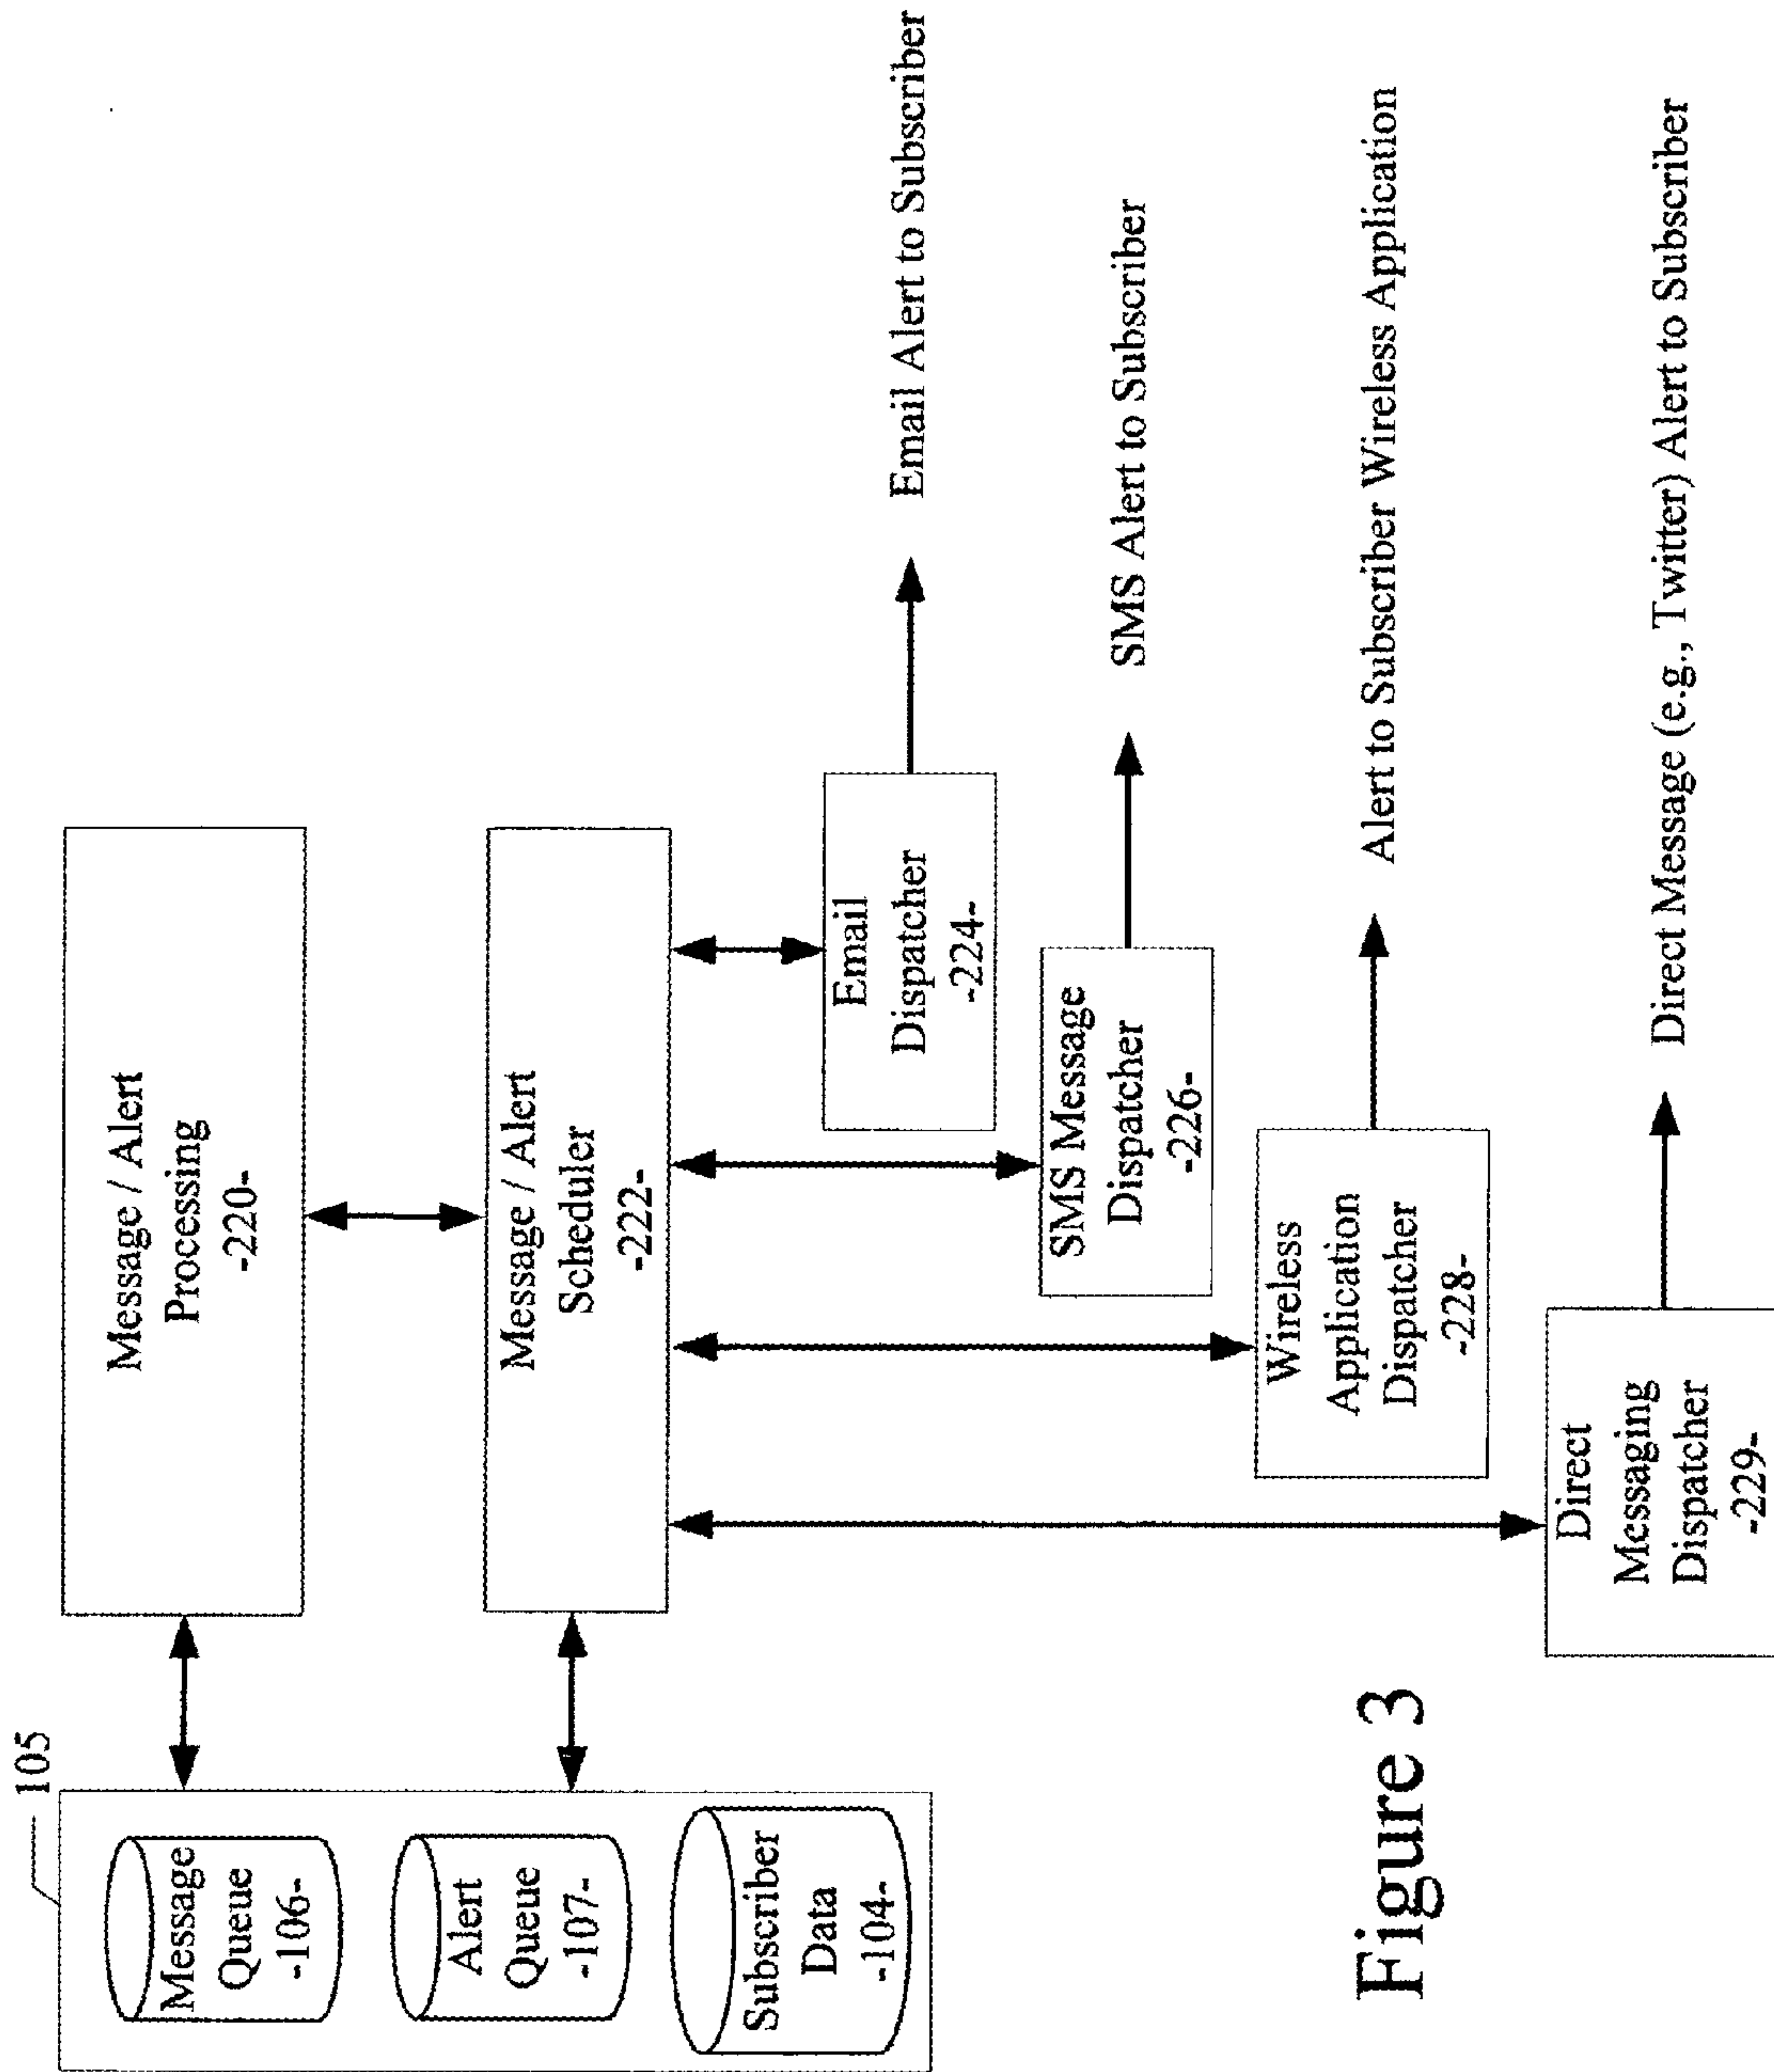 105
Message
Queue
-106-
Alert
Queue
-107-
Subscriber
Data
-104-
Message / Alert
Processing
-220-
Message / Alert
Scheduler
-222-
Email
Dispatcher
-224-
Email Alert to Subscriber
SMS Message
Dispatcher
-226-
SMS Alert to Subscriber
Wireless
Application
Dispatcher
-228-
Alert to Subscriber Wireless Application
Direct
Messaging
Dispatcher
-229-
Direct Message (e.g., Twitter) Alert to Subscriber
Figure 3